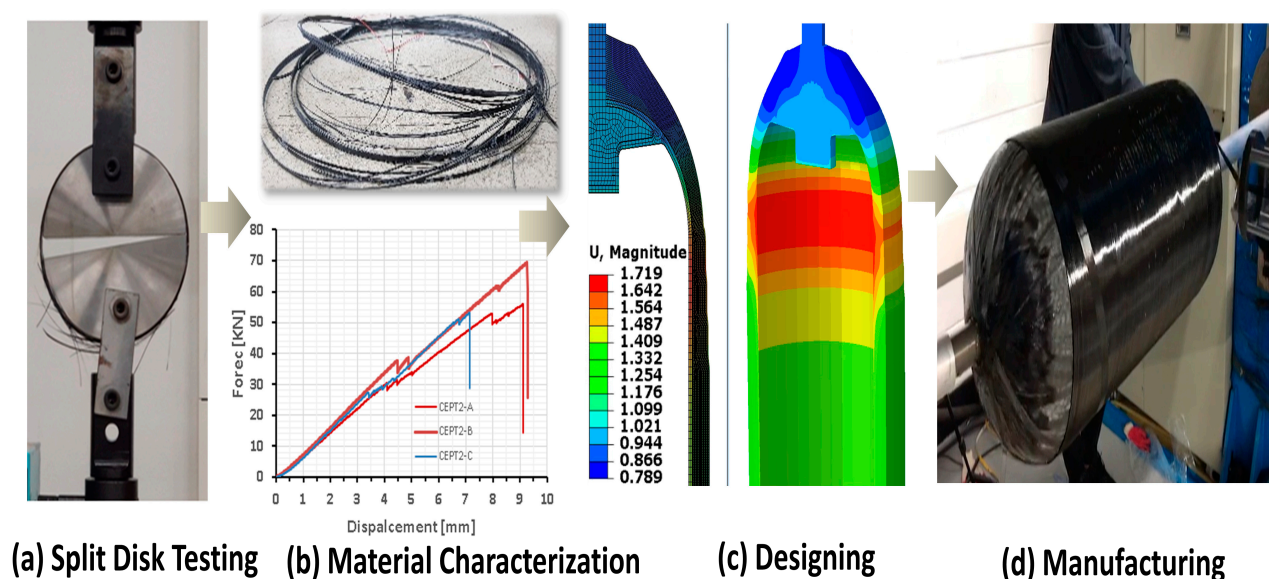 80
70
60
50
40
30
20
10
0
Forec [KN]
CEPT2-A
CEPT2-B
CEPT2-C
0 1 2 3 4 5 6 7 8 9 10
Dispalcement [mm]
U, Magnitude
1.719
1.642
1.564
1.487
1.409
1.332
1.254
1.176
1.099
1.021
0.944
0.866
0.789
(a) Split Disk Testing
(b) Material Characterization
(c) Designing
(d) Manufacturing